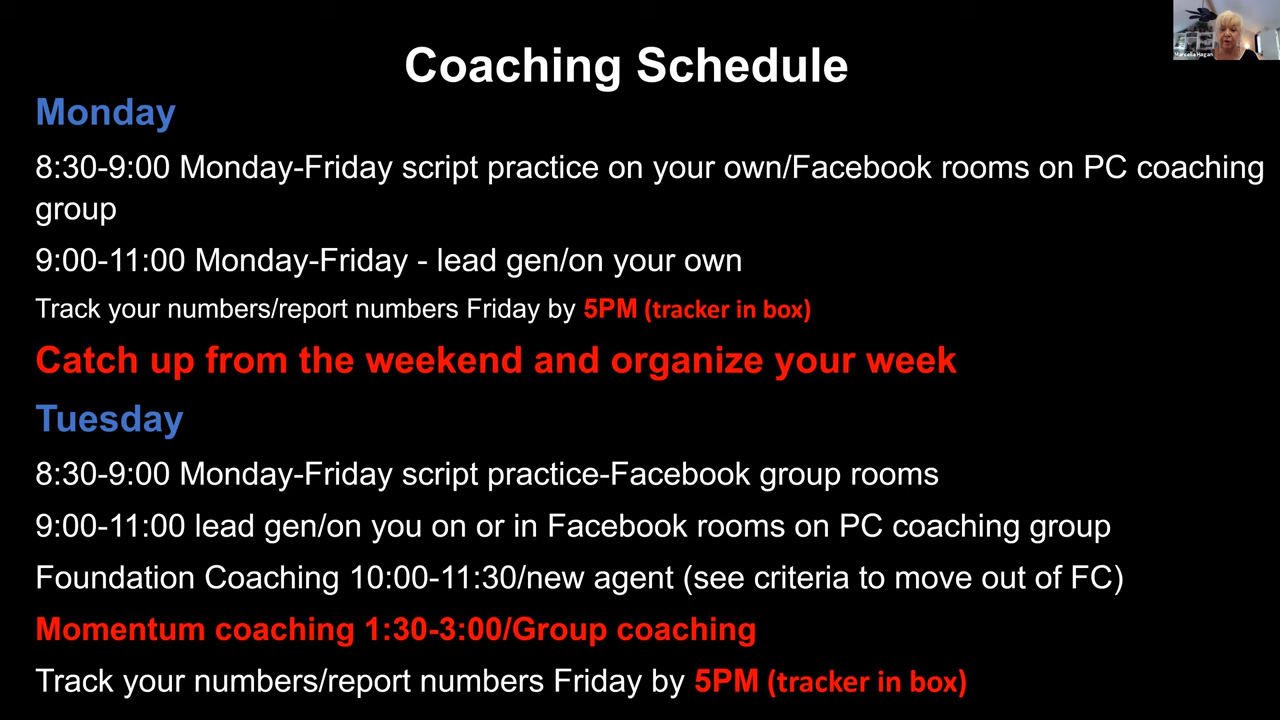 Coaching Schedule
Monday
8:30-9:00 Monday-Friday script practice on your own/Facebook rooms on PC coaching
group
9:00-11:00 Monday-Friday - lead gen/on your own
Track your numbers/report numbers Friday by 5PM (tracker in box)
Catch up from the weekend and organize your week
Tuesday
8:30-9:00 Monday-Friday script practice-Facebook group rooms
9:00-11:00 lead gen/on you on or in Facebook rooms on PC coaching group
Foundation Coaching 10:00-11:30/new agent (see criteria to move out of FC)
Momentum coaching 1:30-3:00/Group coaching
Track your numbers/report numbers Friday by 5PM (tracker in box)